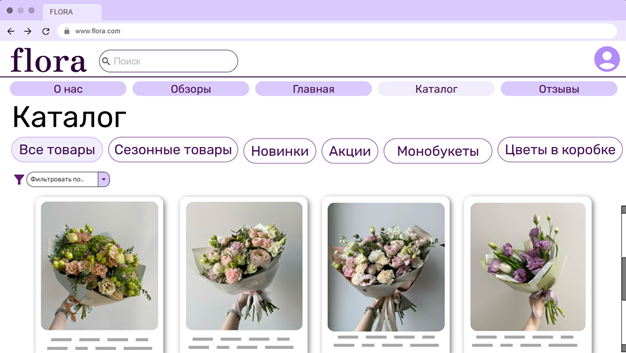 FLORA
www.flora.com
flora
Поиск
О нас
Обзоры
Главная
Каталог
Отзывы
Каталог
Все товары
Сезонные товары
Новинки
Акции
Монобукеты
Цветы в коробке
Фильтровать по..